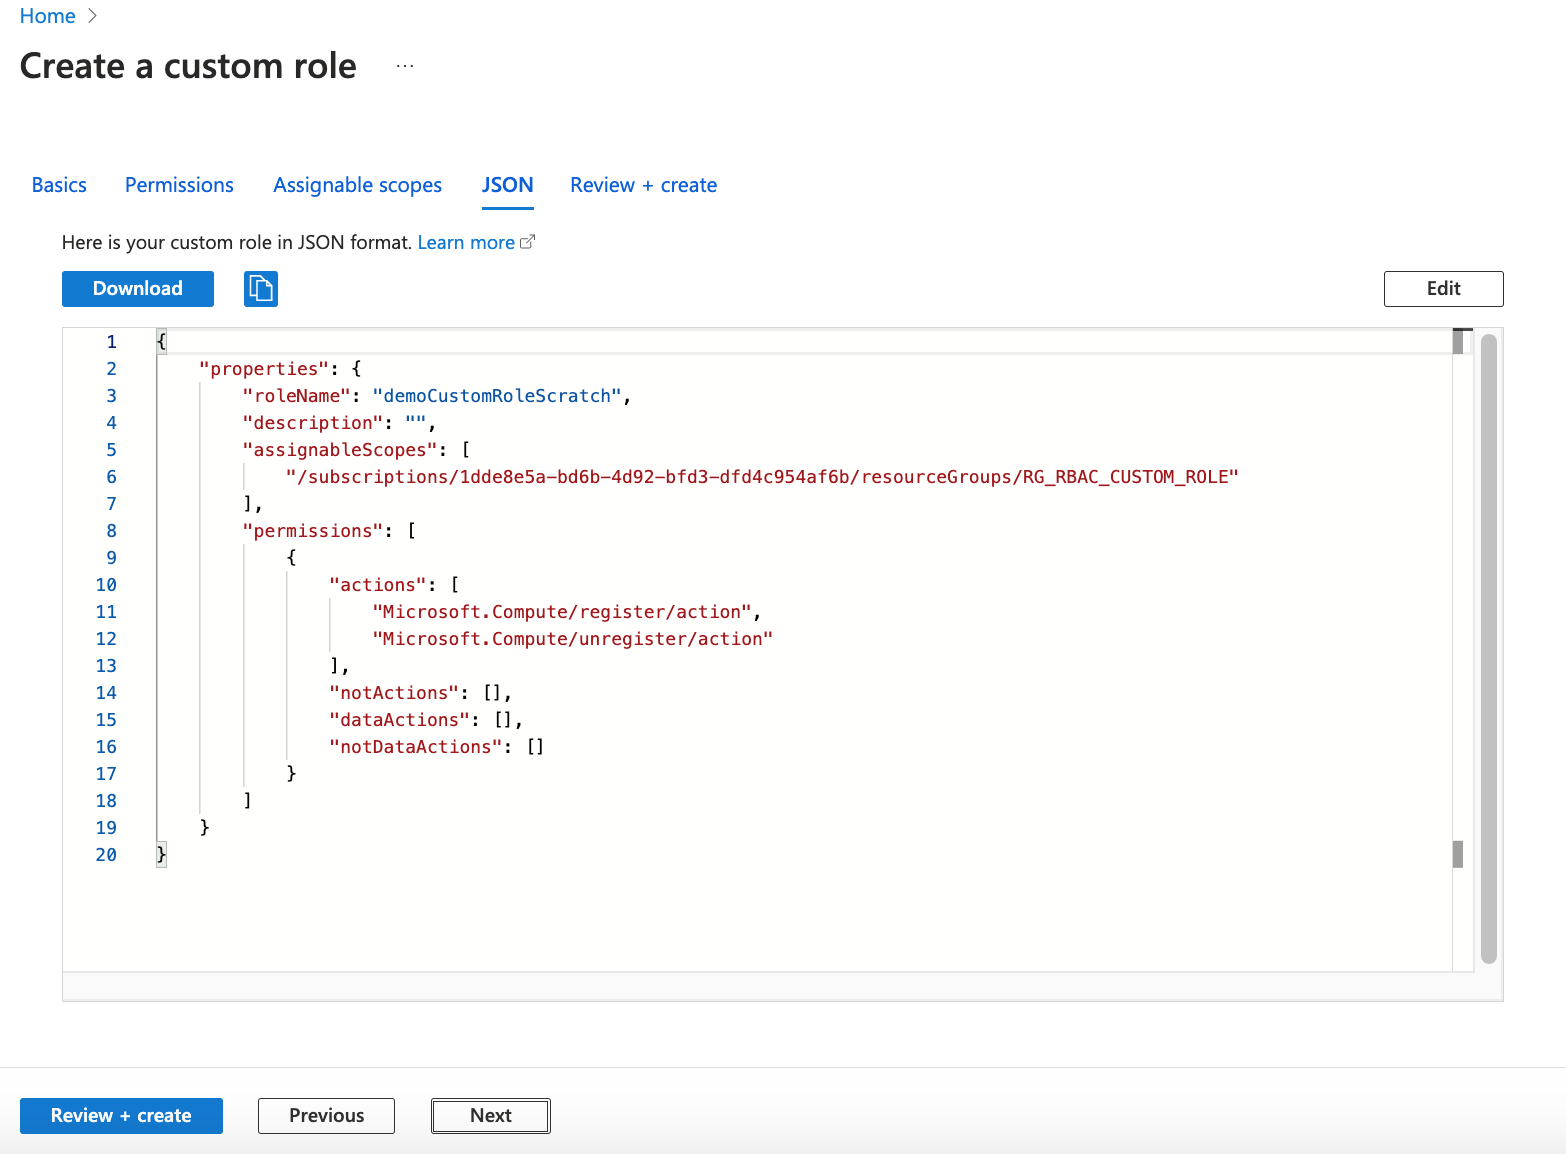 Home >
Create a custom role ...
Basics Permissions Assignable scopes JSON Review + create
Here is your custom role in JSON format. Learn more
Download Edit
1 {
2 "properties": {
3 "roleName": "demoCustomRoleScratch",
4 "description": "",
5 "assignableScopes": [
6 "/subscriptions/1dde8e5a-bd6b-4d92-bfd3-dfd4c954af6b/resourceGroups/RG_RBAC_CUSTOM_ROLE"
7 ],
8 "permissions": [
9 {
10 "actions": [
11 "Microsoft.Compute/register/action",
12 "Microsoft.Compute/unregister/action"
13 ],
14 "notActions": [],
15 "dataActions": [],
16 "notDataActions": []
17 }
18 ]
19 }
20 }
Review + create Previous Next